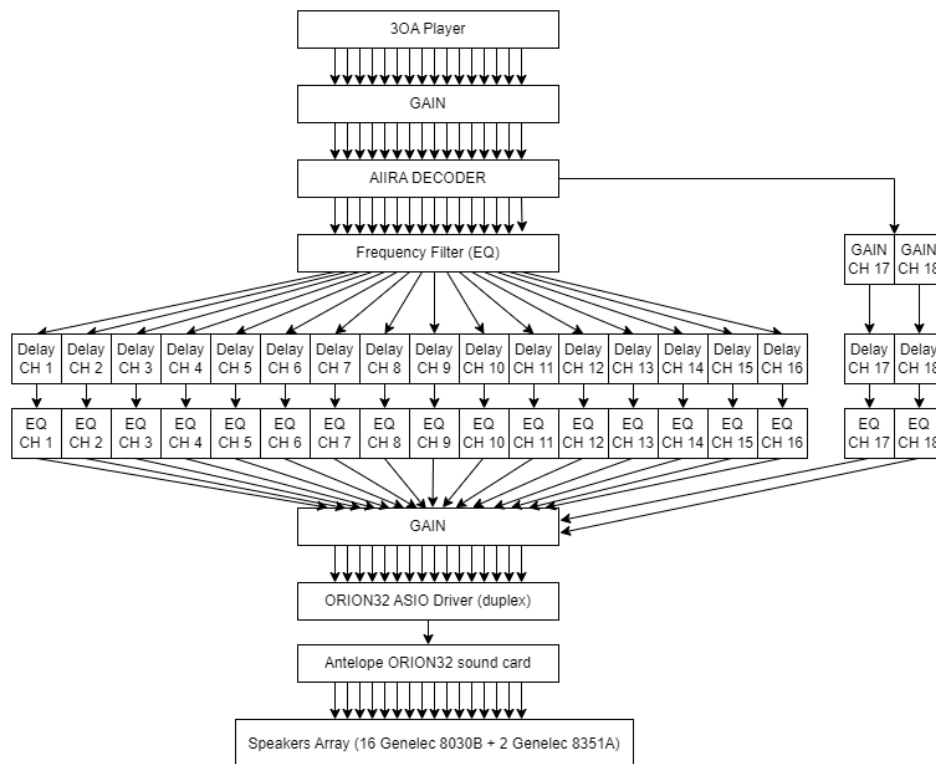 3OA Player
GAIN
AIIRA DECODER
Frequency Filter (EQ)
GAIN
CH 17
GAIN
CH 18
Delay
CH 1
Delay
CH 2
Delay
CH 3
Delay
CH 4
Delay
CH 5
Delay
CH 6
Delay
CH 7
Delay
CH 8
Delay
CH 9
Delay
CH 10
Delay
CH 11
Delay
CH 12
Delay
CH 13
Delay
CH 14
Delay
CH 15
Delay
CH 16
Delay
CH 17
Delay
CH 18
EQ
CH 1
EQ
CH 2
EQ
CH 3
EQ
CH 4
EQ
CH 5
EQ
CH 6
EQ
CH 7
EQ
CH 8
EQ
CH 9
EQ
CH 10
EQ
CH 11
EQ
CH 12
EQ
CH 13
EQ
CH 14
EQ
CH 15
EQ
CH 16
EQ
CH 17
EQ
CH 18
GAIN
ORION32 ASIO Driver (duplex)
Antelope ORION32 sound card
Speakers Array (16 Genelec 8030B + 2 Genelec 8351A)